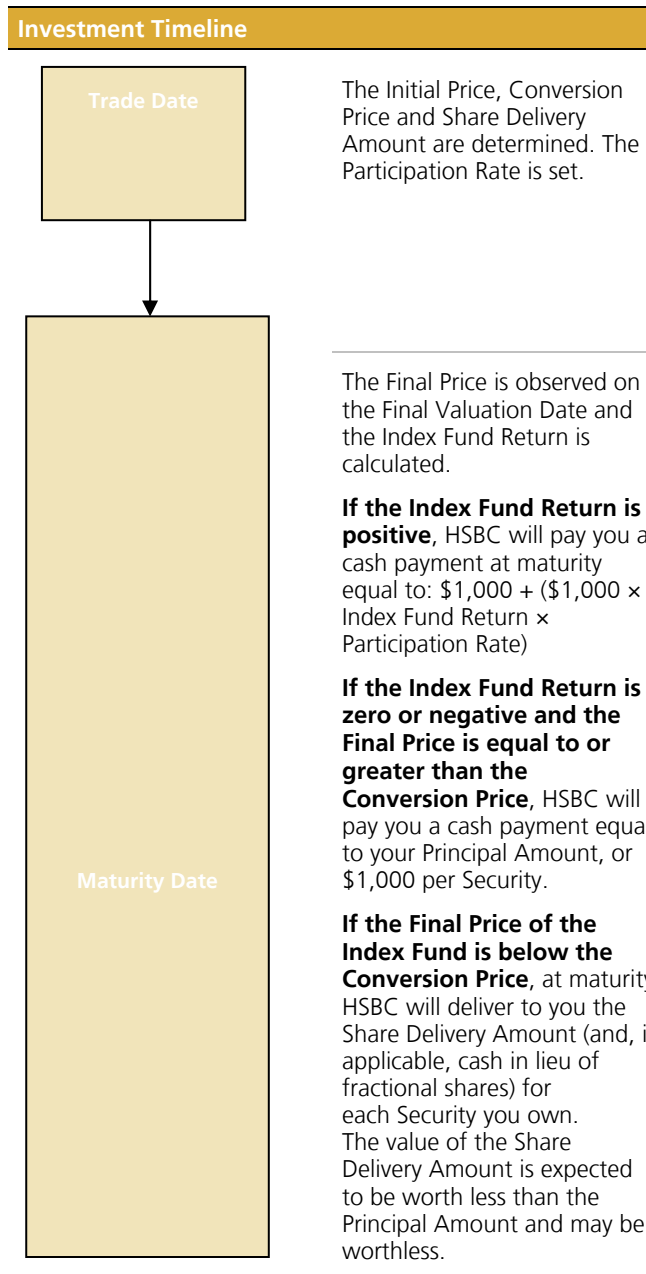 Investment Timeline
Trade Date
The Initial Price, Conversion
Price and Share Delivery
Amount are determined. The
Participation Rate is set.
The Final Price is observed on
the Final Valuation Date and
the Index Fund Return is
calculated.
If the Index Fund Return is
positive, HSBC will pay you a
cash payment at maturity
equal to: $1,000 + ($1,000 ×
Index Fund Return ×
Participation Rate)
If the Index Fund Return is
zero or negative and the
Final Price is equal to or
greater than the
Conversion Price, HSBC will
pay you a cash payment equa
to your Principal Amount, or
$1,000 per Security.
Maturity Date
If the Final Price of the
Index Fund is below the
Conversion Price, at maturity
HSBC will deliver to you the
Share Delivery Amount (and, i
applicable, cash in lieu of
fractional shares) for
each Security you own.
The value of the Share
Delivery Amount is expected
to be worth less than the
Principal Amount and may be
worthless.